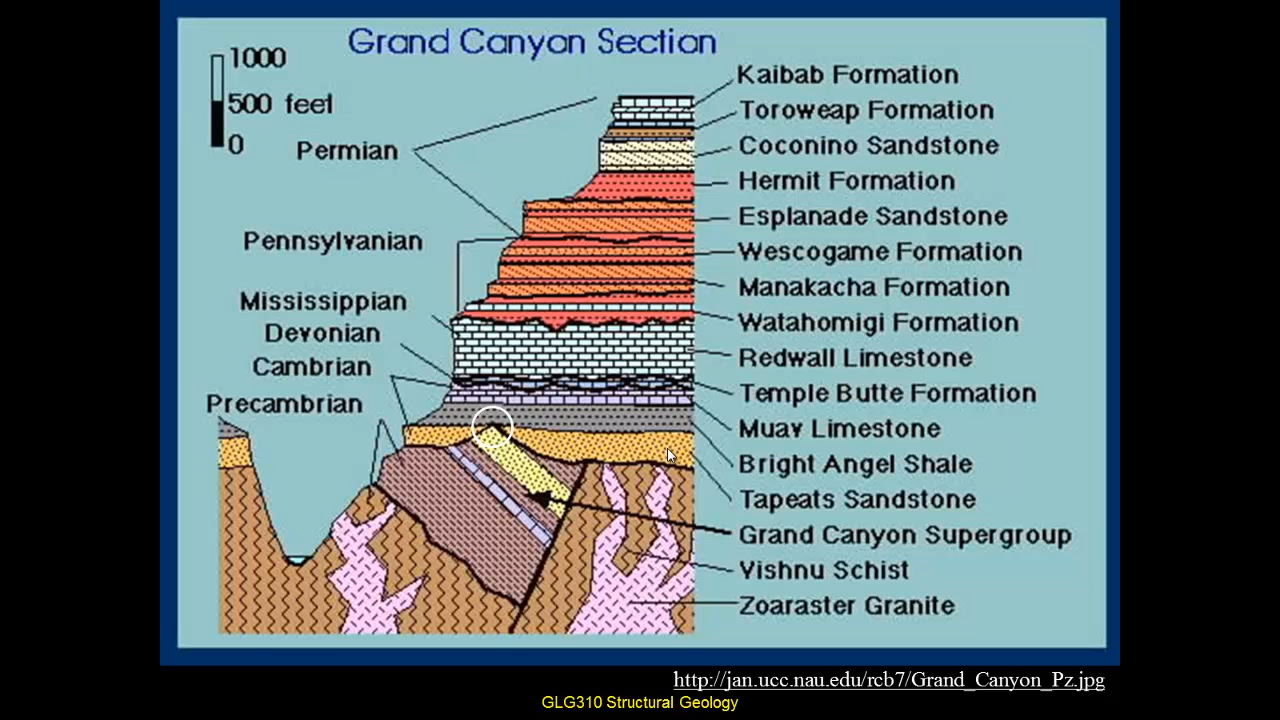 Grand Canyon Section
1000
500 feet
0
Permian
Pennsylvanian
Mississippian
Devonian
Cambrian
Precambrian
Kaibab Formation
Toroweap Formation
Coconino Sandstone
Hermit Formation
Esplanade Sandstone
Wescogame Formation
Manakacha Formation
Watahomigi Formation
Redwall Limestone
Temple Butte Formation
Muav Limestone
Bright Angel Shale
Tapeats Sandstone
Grand Canyon Supergroup
Vishnu Schist
Zoaraster Granite
http://jan.ucc.nau.edu/rcb7/Grand_Canyon_Pz.jpg
GLG310 Structural Geology